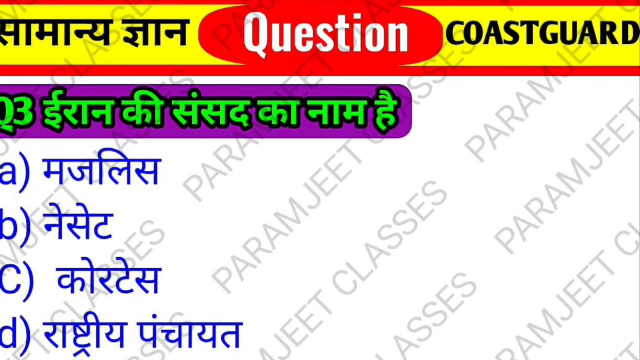 सामान्य ज्ञान Question COASTGUARD
Q3 ईरान की संसद का नाम है
a) मजलिस
b) नेसेट
C) कोरटेस
d) राष्ट्रीय पंचायत
PARAMJEET CLASSES